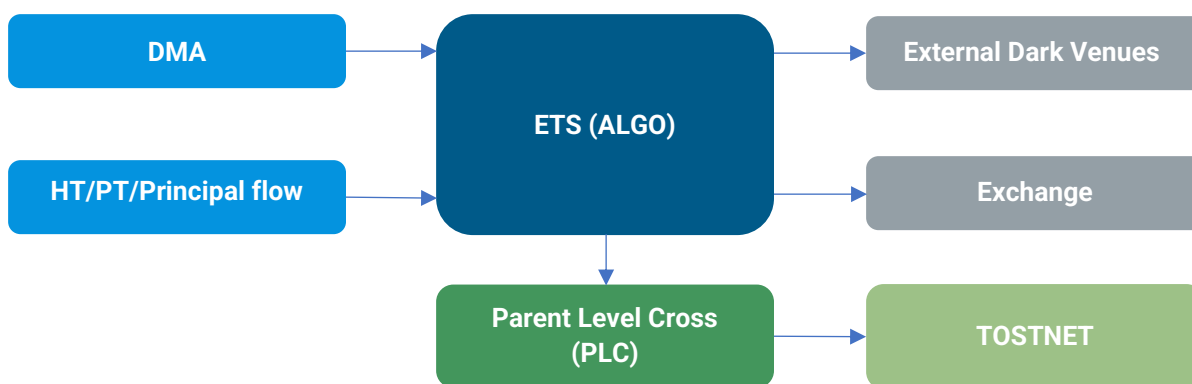 DMA
External Dark Venues
ETS (ALGO)
HT/PT/Principal flow
Exchange
Parent Level Cross
(PLC)
TOSTNET